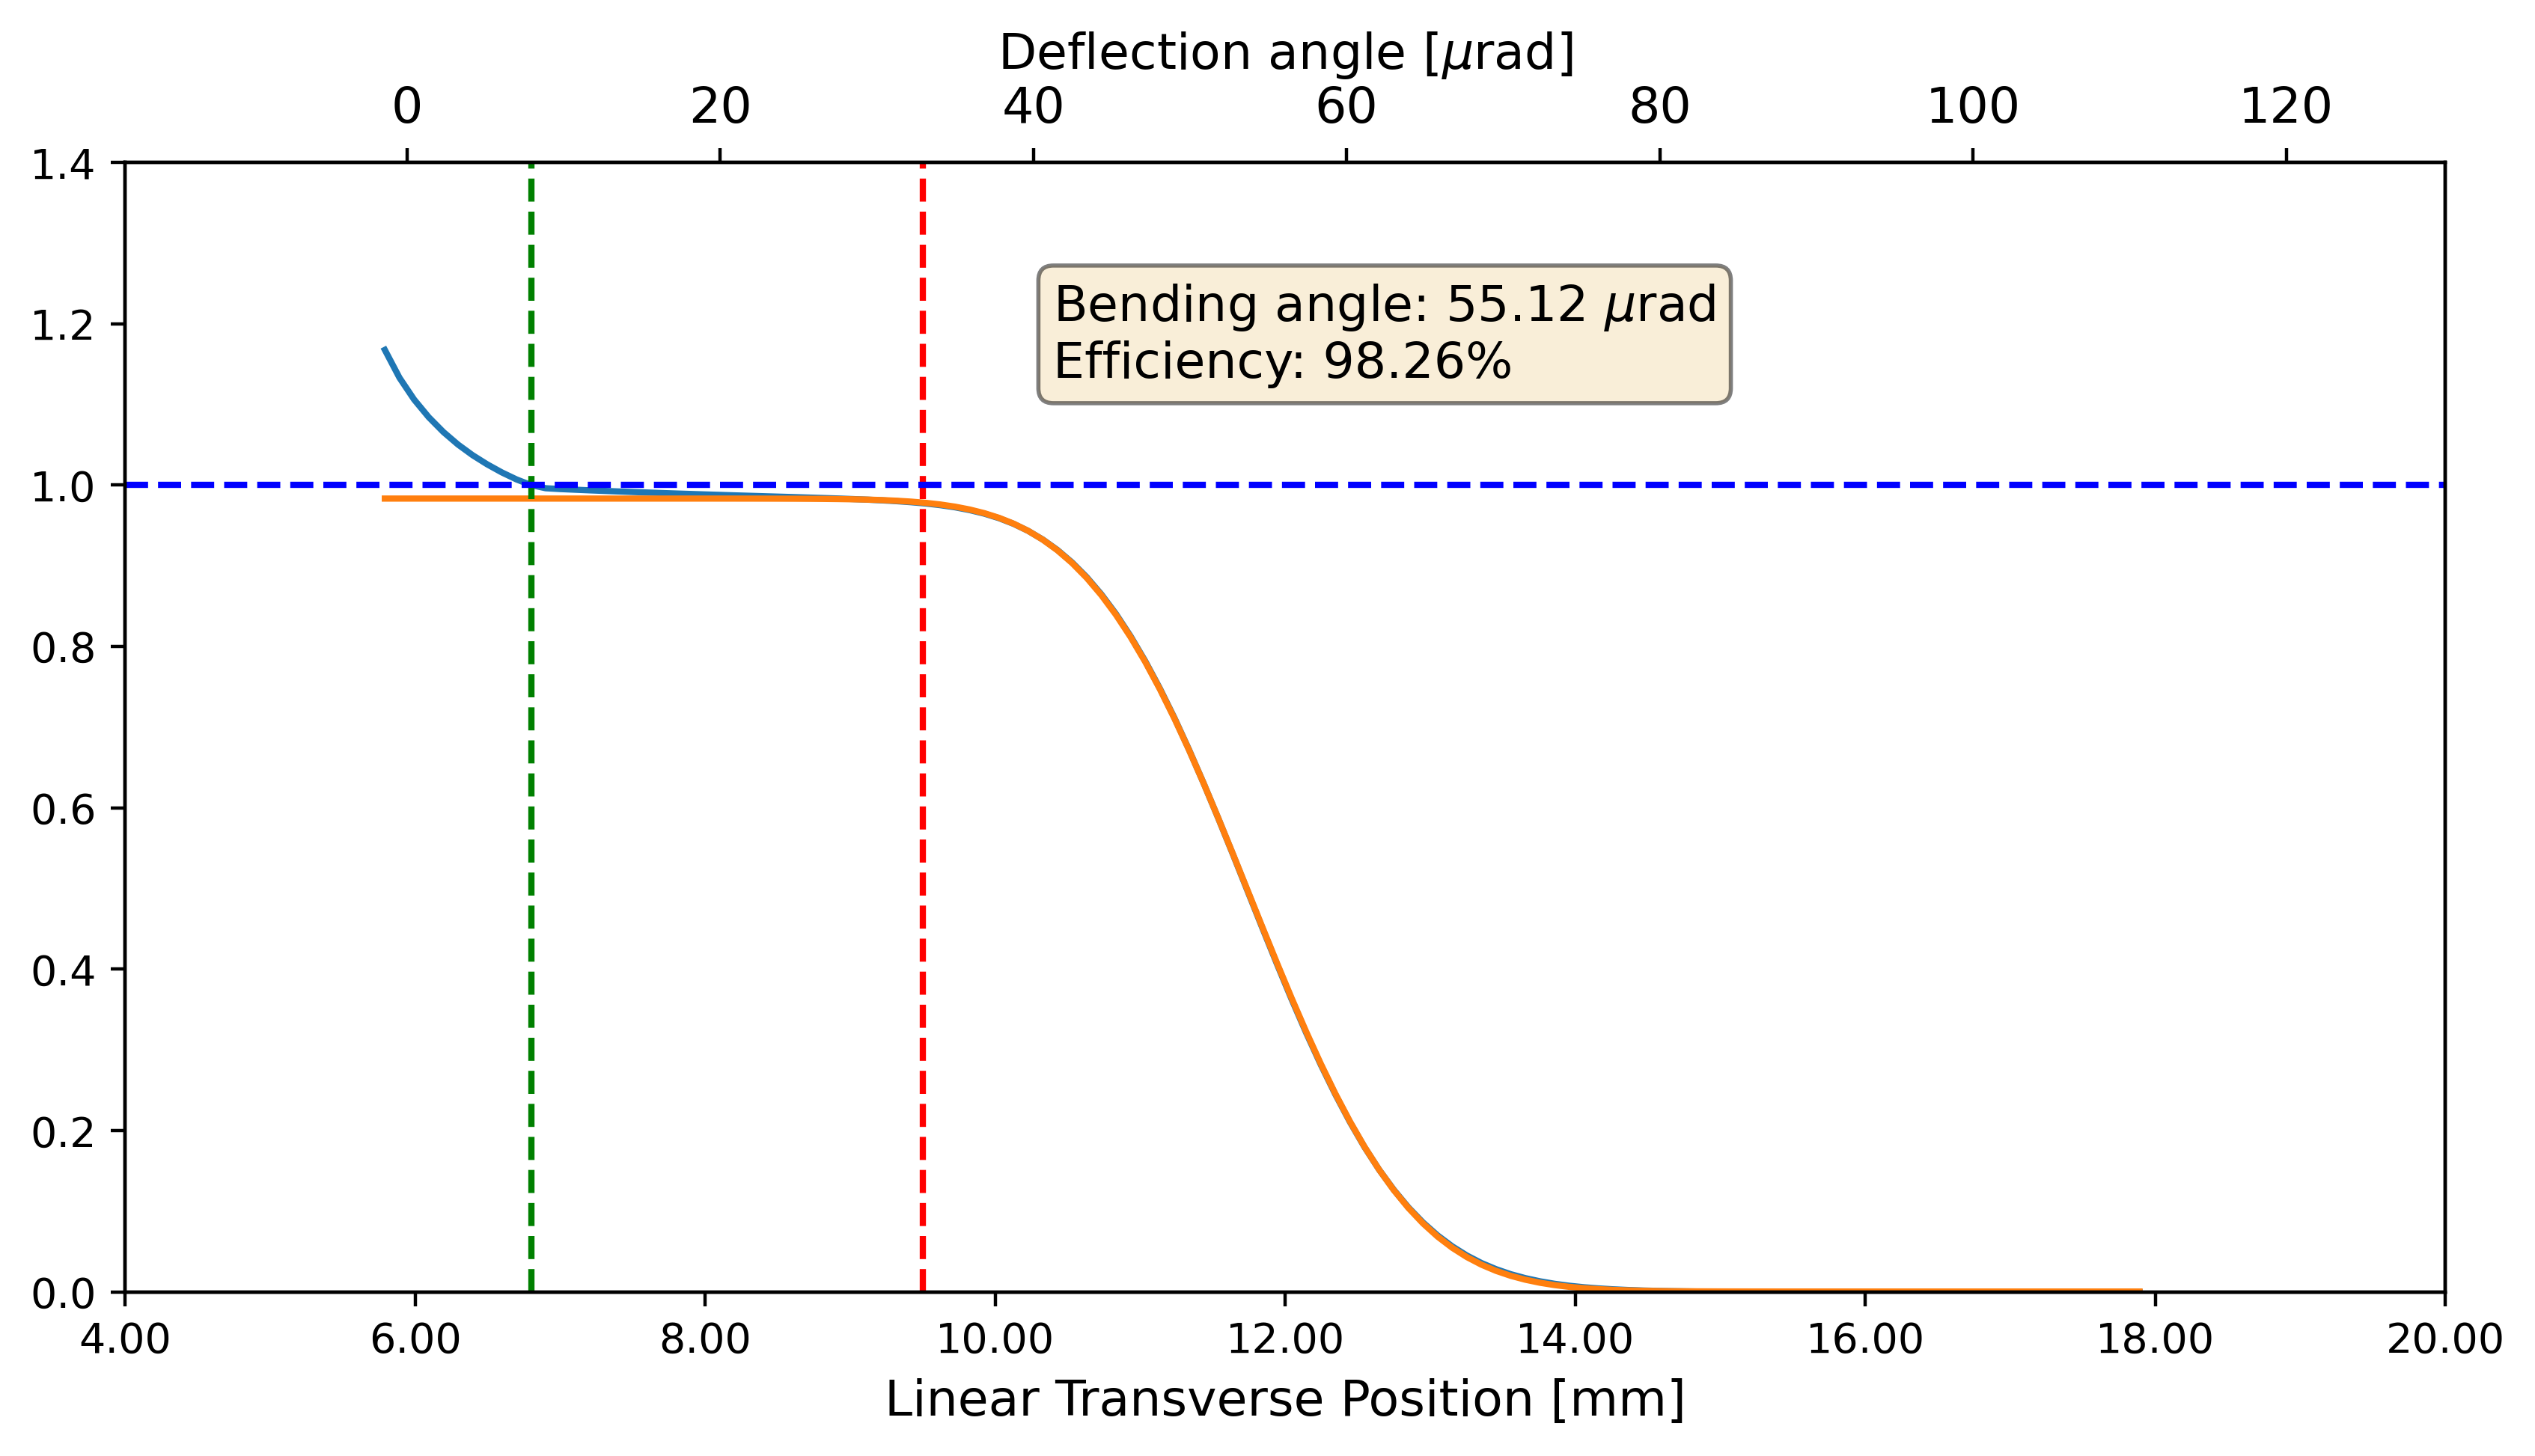 Deflection angle [μrad]
0 20 40 60 80 100 120
1.4
1.2
1.0
0.8
0.6
0.4
0.2
0.0
Bending angle: 55.12 μrad
Efficiency: 98.26%
4.00 6.00 8.00 10.00 12.00 14.00 16.00 18.00 20.00
Linear Transverse Position [mm]